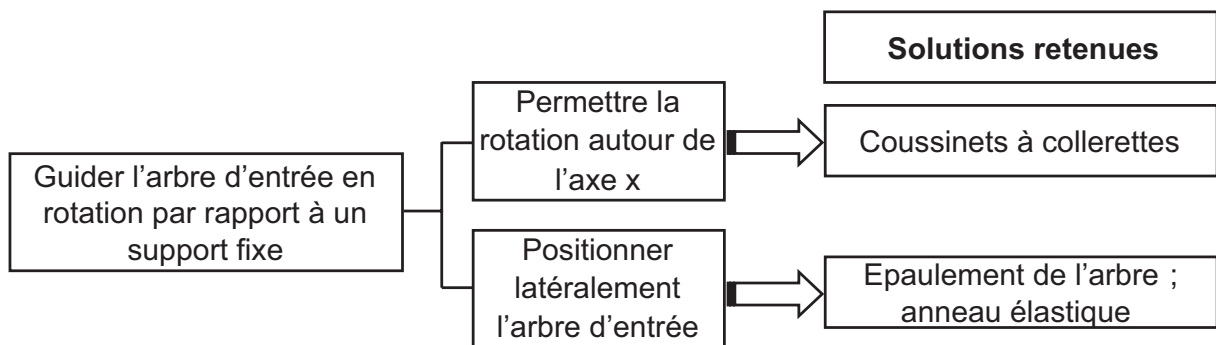 Solutions retenues
Permettre la
rotation autour de
l’axe x
Coussinets à collerettes
Guider l’arbre d’entrée en
rotation par rapport à un
support fixe
Positionner
latéralement
l’arbre d’entrée
Epaulement de l’arbre ;
anneau élastique